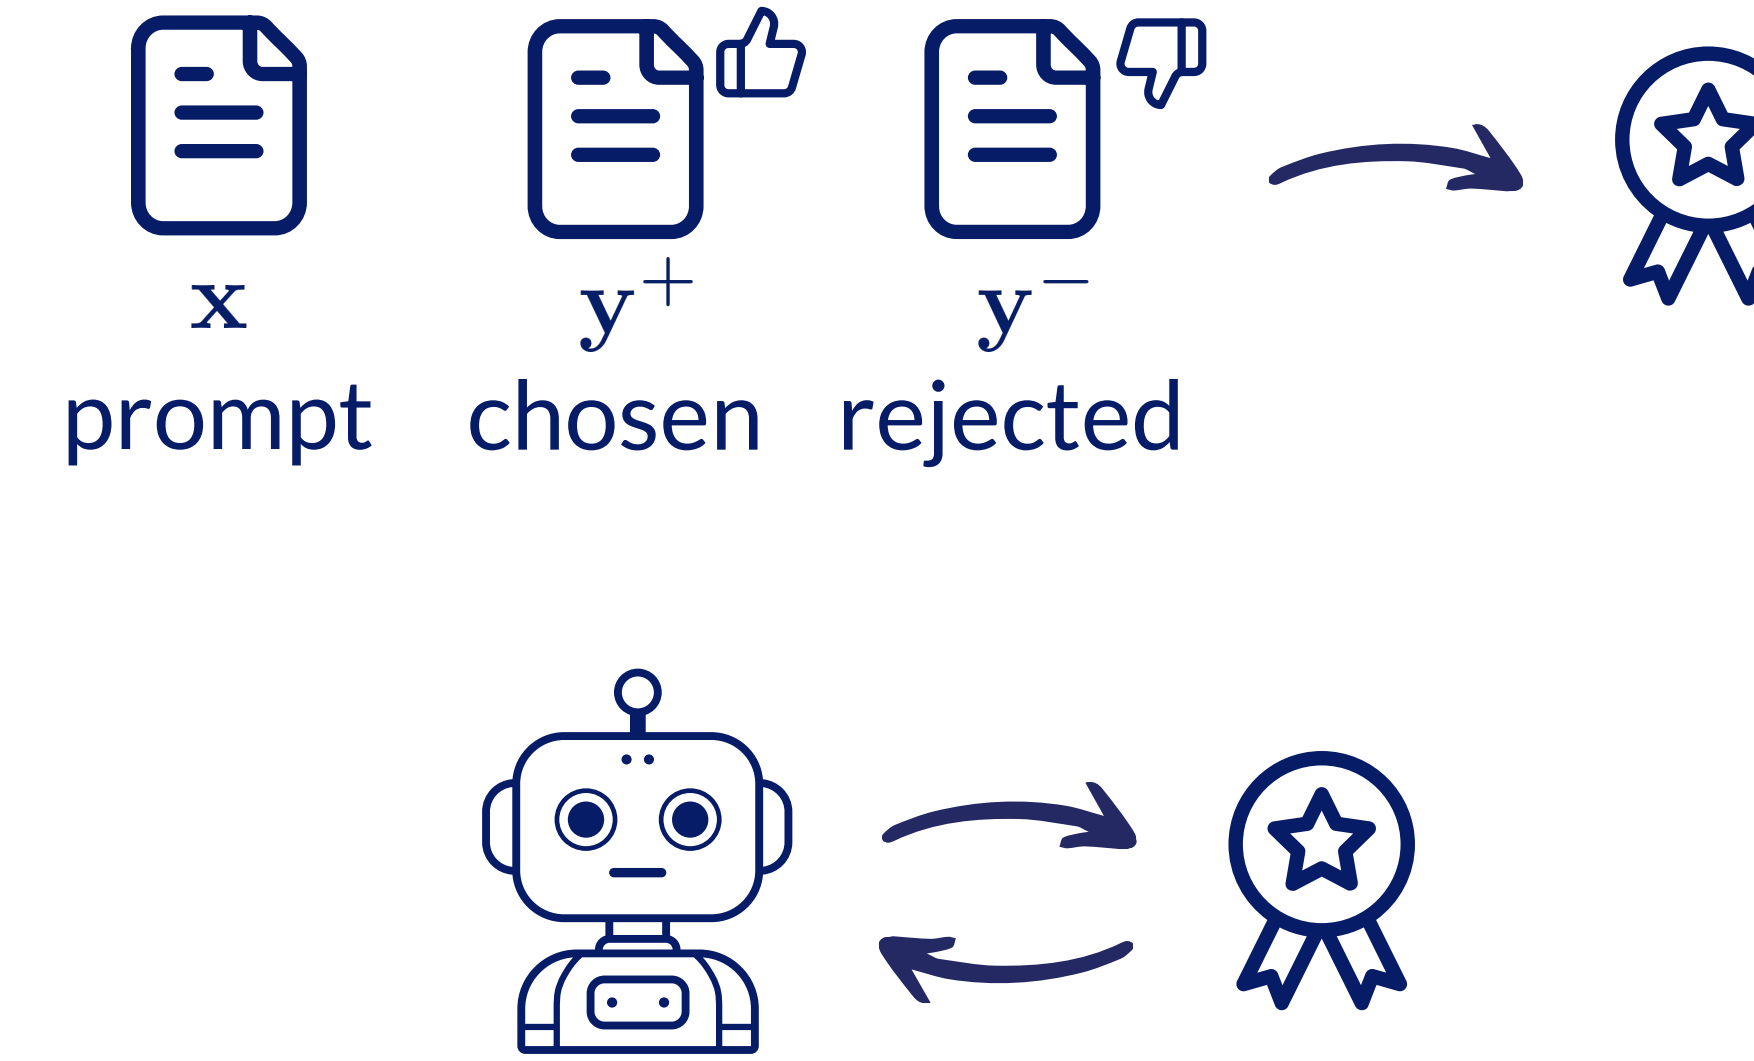 x y⁺ y⁻
prompt chosen rejected